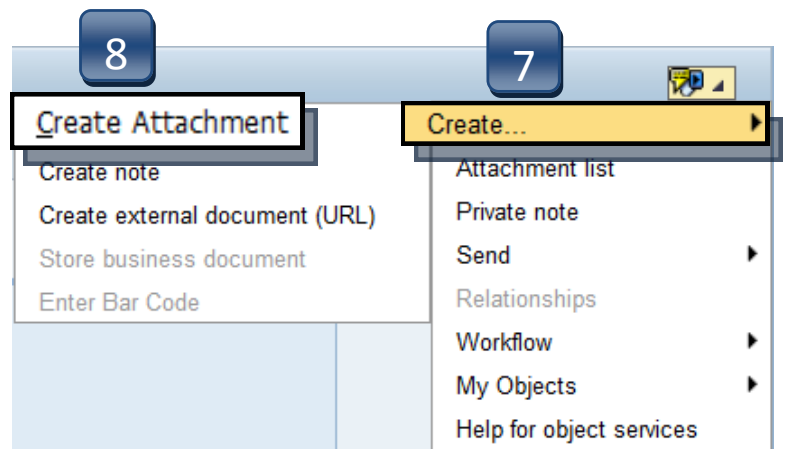 8
7
Create Attachment
Create note
Create external document (URL)
Store business document
Enter Bar Code
Create...
Attachment list
Private note
Send
Relationships
Workflow
My Objects
Help for object services